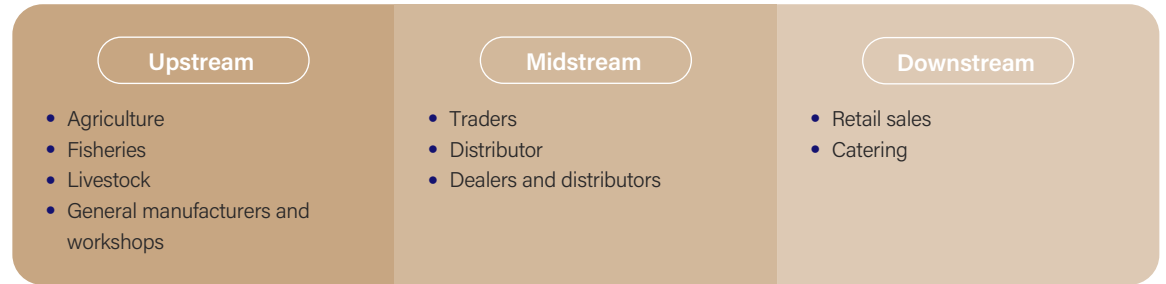 Upstream
• Agriculture
• Fisheries
• Livestock
• General manufacturers and
workshops
Midstream
• Traders
• Distributor
• Dealers and distributors
Downstream
• Retail sales
• Catering